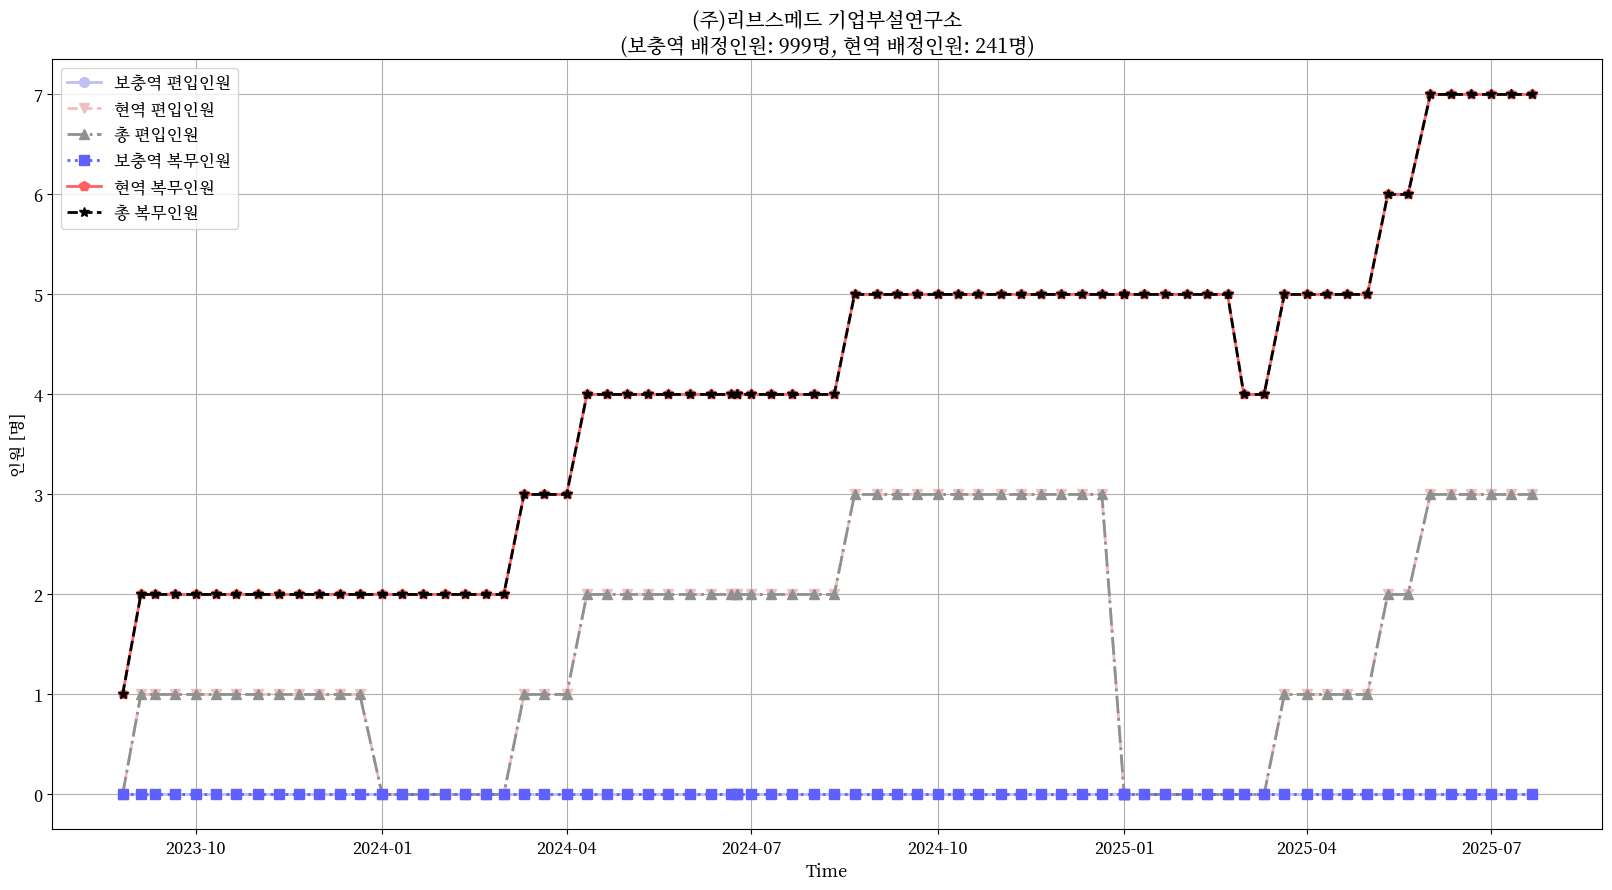 (주)리브스메드 기업부설연구소
(보충역 배정인원: 999명, 현역 배정인원: 241명)
보충역 편입인원
현역 편입인원
총 편입인원
보충역 복무인원
현역 복무인원
총 복무인원
인원 [명]
7
6
5
4
3
2
1
0
2023-10
2024-01
2024-04
2024-07
2024-10
2025-01
2025-04
2025-07
Time